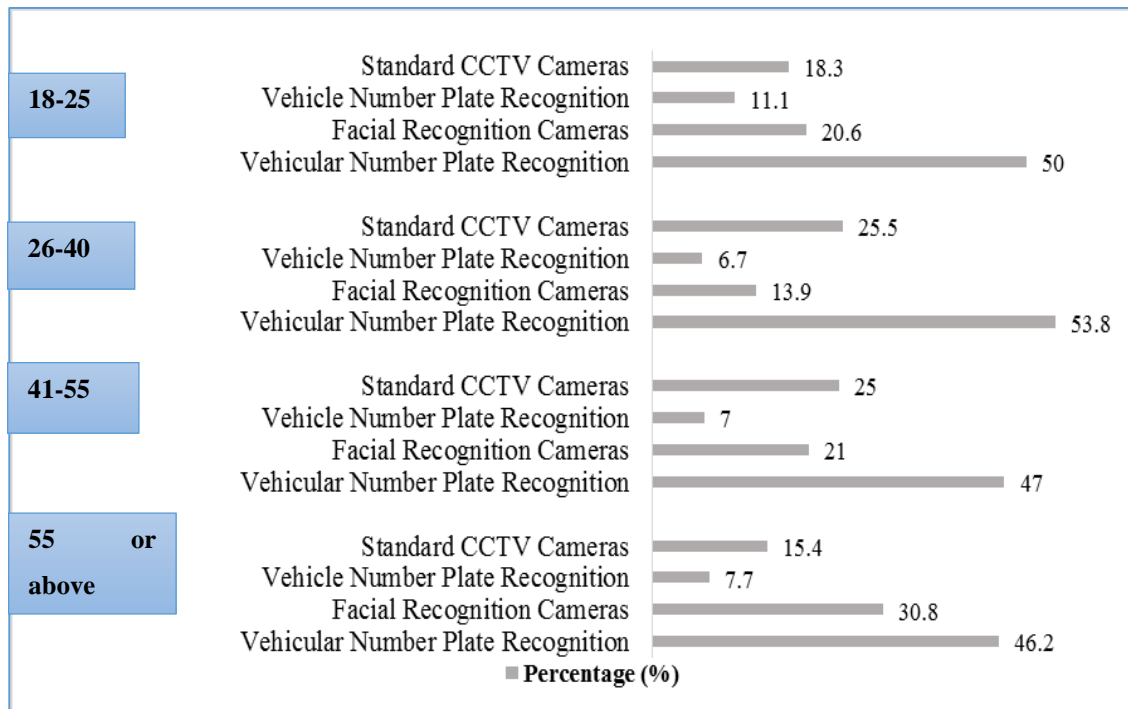 18-25
Standard CCTV Cameras 18.3
Vehicle Number Plate Recognition 11.1
Facial Recognition Cameras 20.6
Vehicular Number Plate Recognition 50
26-40
Standard CCTV Cameras 25.5
Vehicle Number Plate Recognition 6.7
Facial Recognition Cameras 13.9
Vehicular Number Plate Recognition 53.8
41-55
Standard CCTV Cameras 25
Vehicle Number Plate Recognition 7
Facial Recognition Cameras 21
Vehicular Number Plate Recognition 47
55 or
above
Standard CCTV Cameras 15.4
Vehicle Number Plate Recognition 7.7
Facial Recognition Cameras 30.8
Vehicular Number Plate Recognition 46.2
Percentage (%)